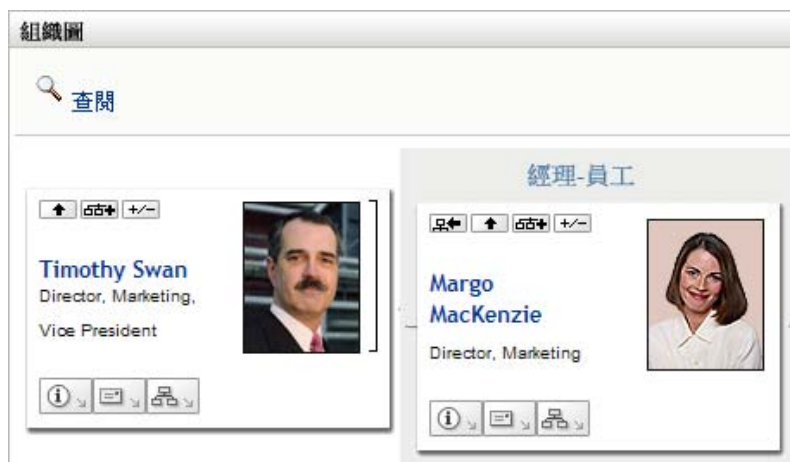 組織圖
查閱
Timothy Swan
Director, Marketing,
Vice President
經理-員工
Margo
MacKenzie
Director, Marketing